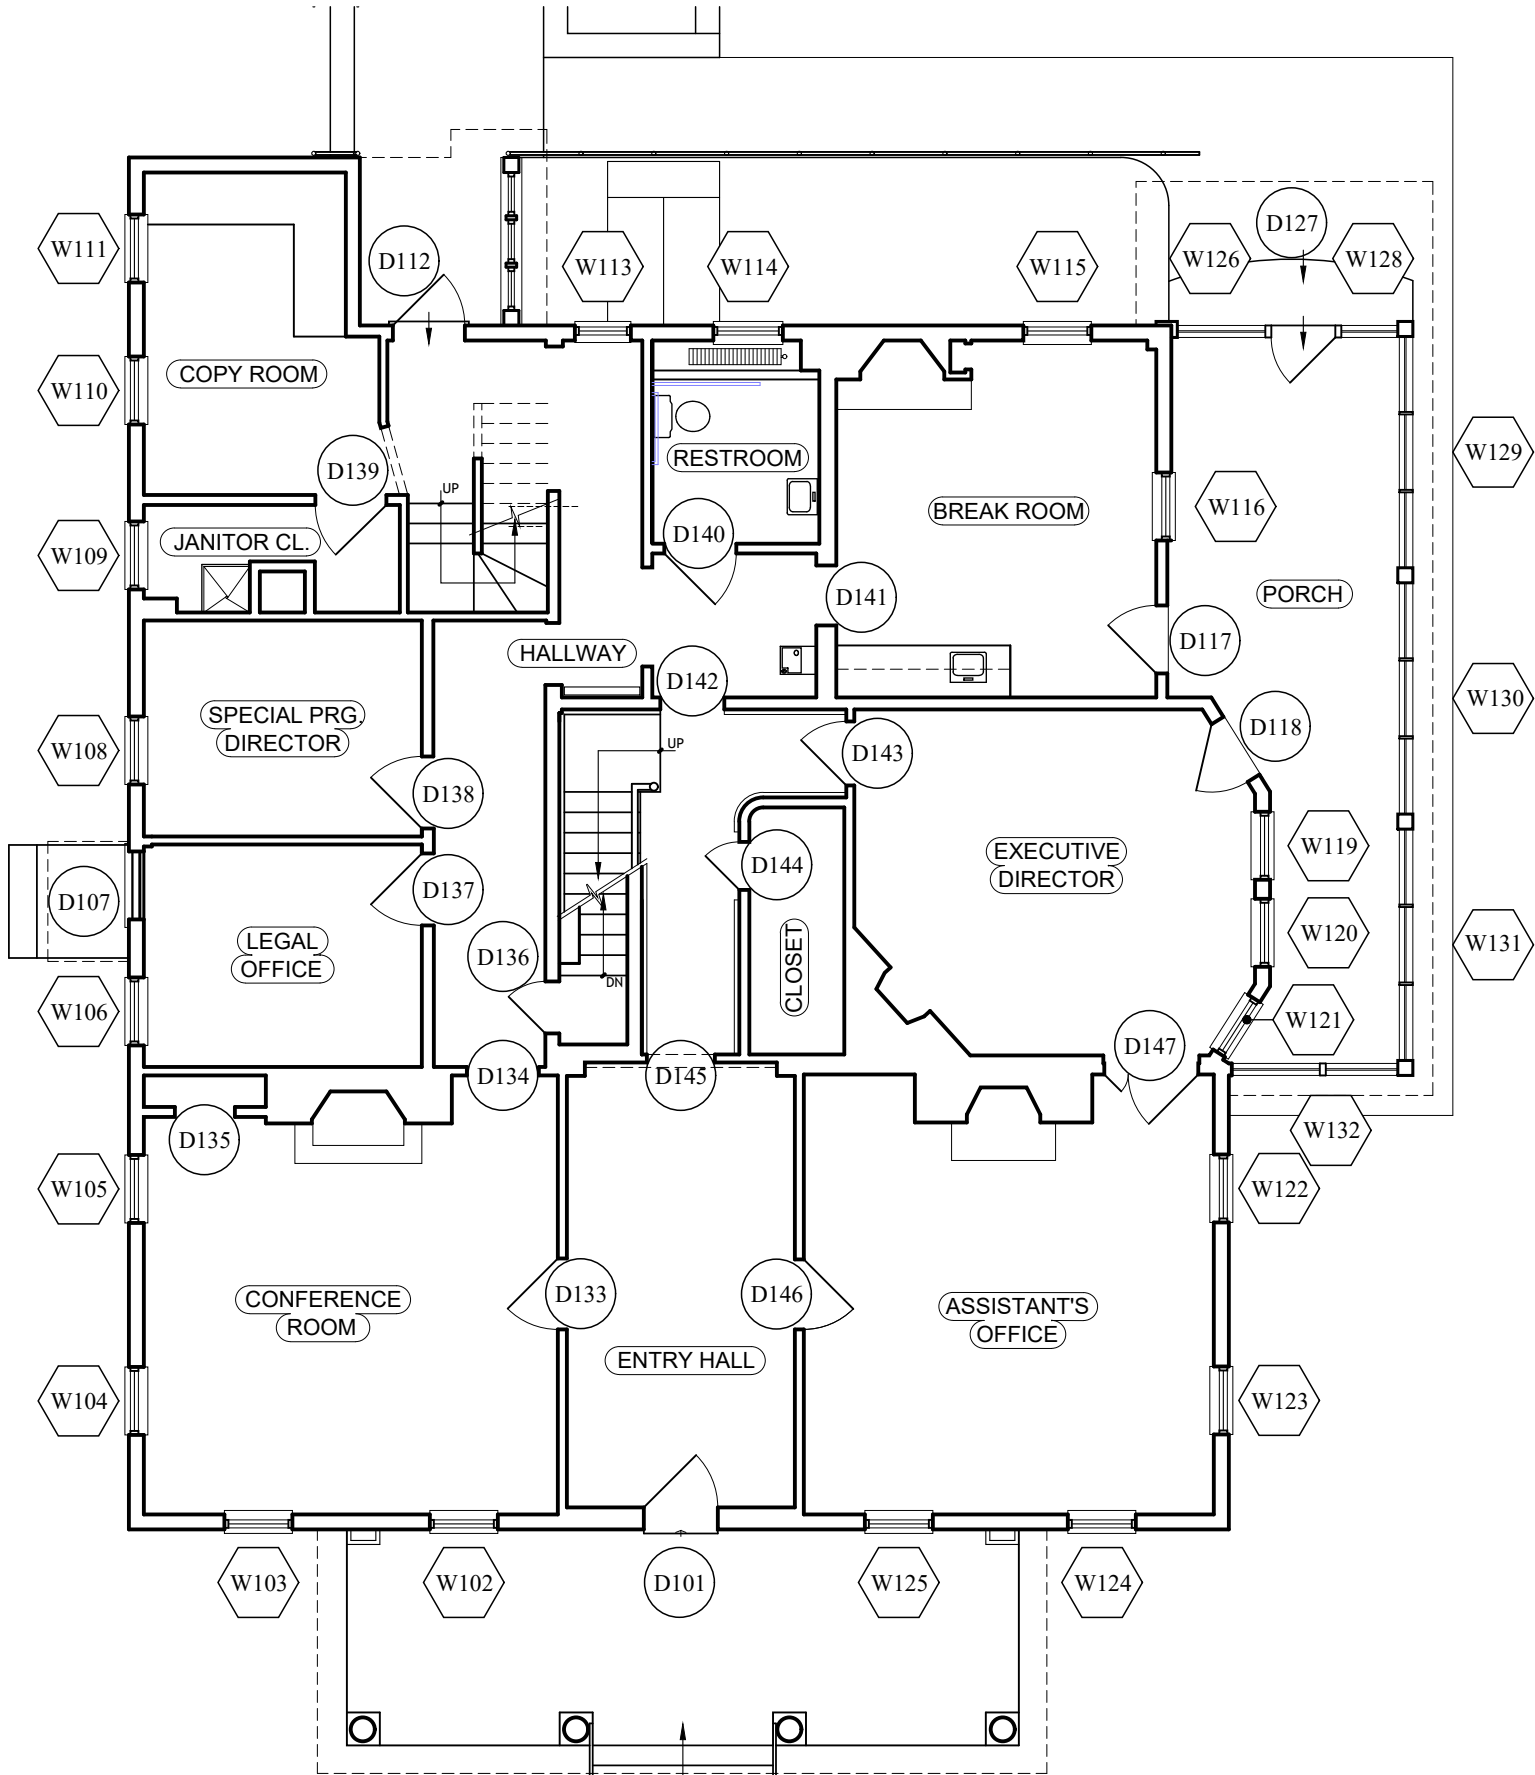 D127
W111
D112
W113
W114
W115
W126
W128
COPY ROOM
W110
D139
RESTROOM
W129
UP
BREAK ROOM
W116
JANITOR CL.
D140
W109
D141
PORCH
HALLWAY
D117
D142
W130
SPECIAL PRG.
DIRECTOR
W108
UP
D143
D118
D138
EXECUTIVE
DIRECTOR
W119
D144
D137
D107
LEGAL
OFFICE
D136
CLOSET
W120
W131
DN
W106
W121
D134
D145
D147
D135
W132
W105
W122
CONFERENCE
ROOM
D133
D146
ASSISTANT'S
OFFICE
ENTRY HALL
W104
W123
W103
W102
D101
W125
W124